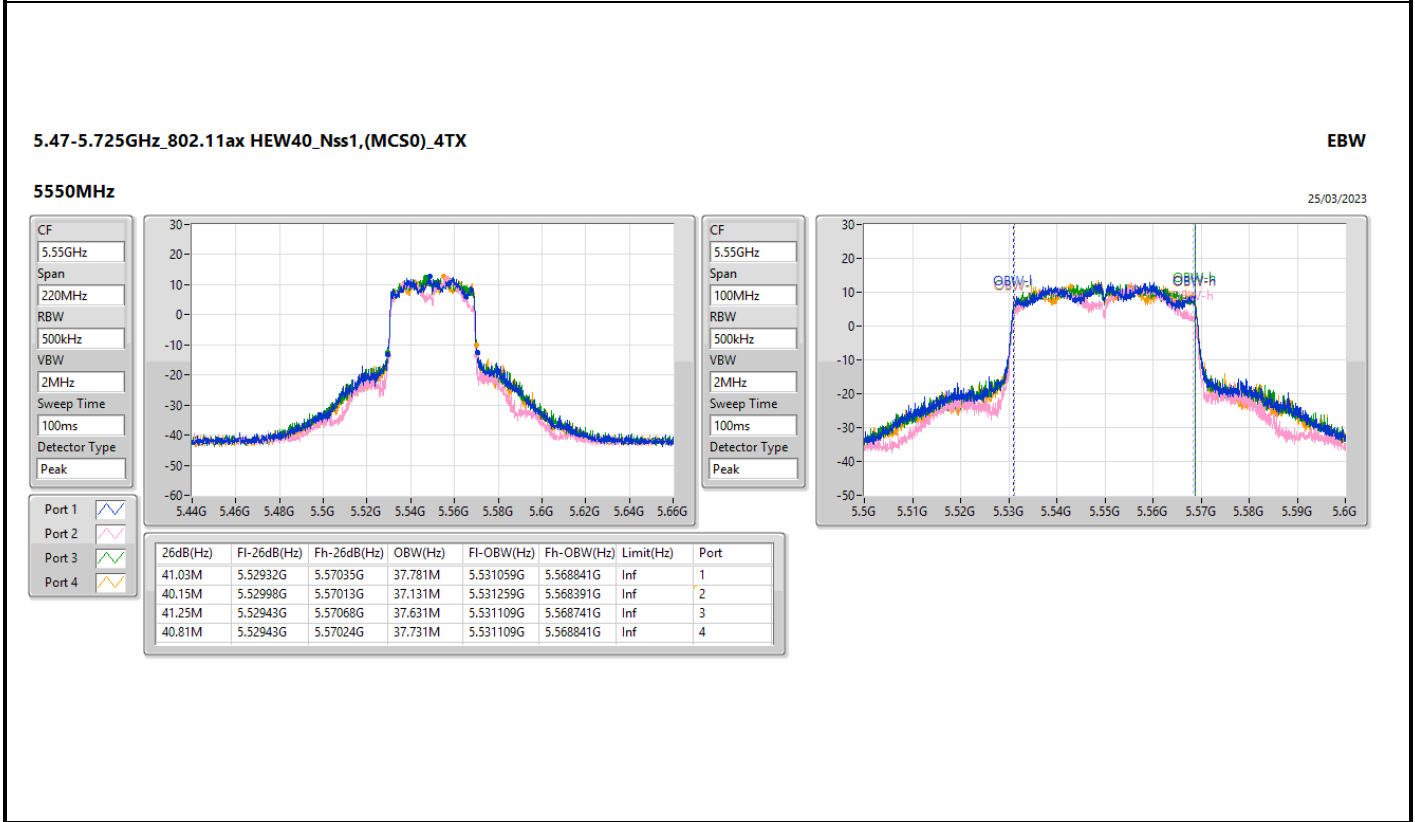 5.47-5.725GHz_802.11ax HEW40_Nss1,(MCS0)_4TX EBW
5550MHz
25/03/2023
CF
5.55GHz
Span
220MHz
RBW
500kHz
VBW
2MHz
Sweep Time
100ms
Detector Type
Peak
Port 1
Port 2
Port 3
Port 4
30
20
10
0
-10
-20
-30
-40
-50
-60
5.44G 5.46G 5.48G 5.5G 5.52G 5.54G 5.56G 5.58G 5.6G 5.62G 5.64G 5.66G
CF
5.55GHz
Span
100MHz
RBW
500kHz
VBW
2MHz
Sweep Time
100ms
Detector Type
Peak
30
20
10
0
-10
-20
-30
-40
-50
OBW-l
OBW-h
5.5G 5.51G 5.52G 5.53G 5.54G 5.55G 5.56G 5.57G 5.58G 5.59G 5.6G
26dB(Hz) Fl-26dB(Hz) Fh-26dB(Hz) OBW(Hz) Fl-OBW(Hz) Fh-OBW(Hz) Limit(Hz) Port
41.03M 5.52932G 5.57035G 37.781M 5.531059G 5.568841G Inf 1
40.15M 5.52998G 5.57013G 37.131M 5.531259G 5.568391G Inf 2
41.25M 5.52943G 5.57068G 37.631M 5.531109G 5.568741G Inf 3
40.81M 5.52943G 5.57024G 37.731M 5.531109G 5.568841G Inf 4